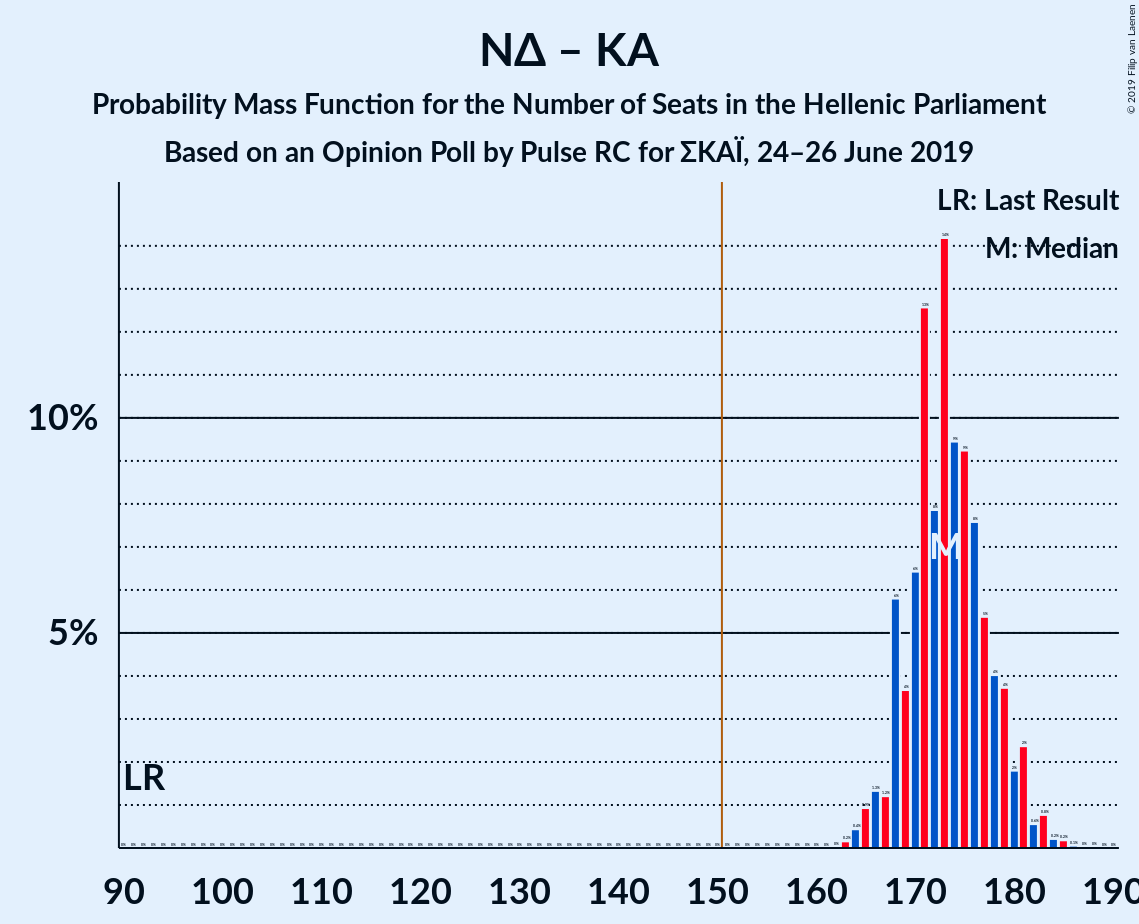 © 2019 Filip van Laenen
ΝΔ – ΚΑ
Probability Mass Function for the Number of Seats in the Hellenic Parliament
Based on an Opinion Poll by Pulse RC for ΣΚΑΪ, 24–26 June 2019
LR: Last Result
M: Median
10%
5%
M
LR
90 100 110 120 130 140 150 160 170 180 190